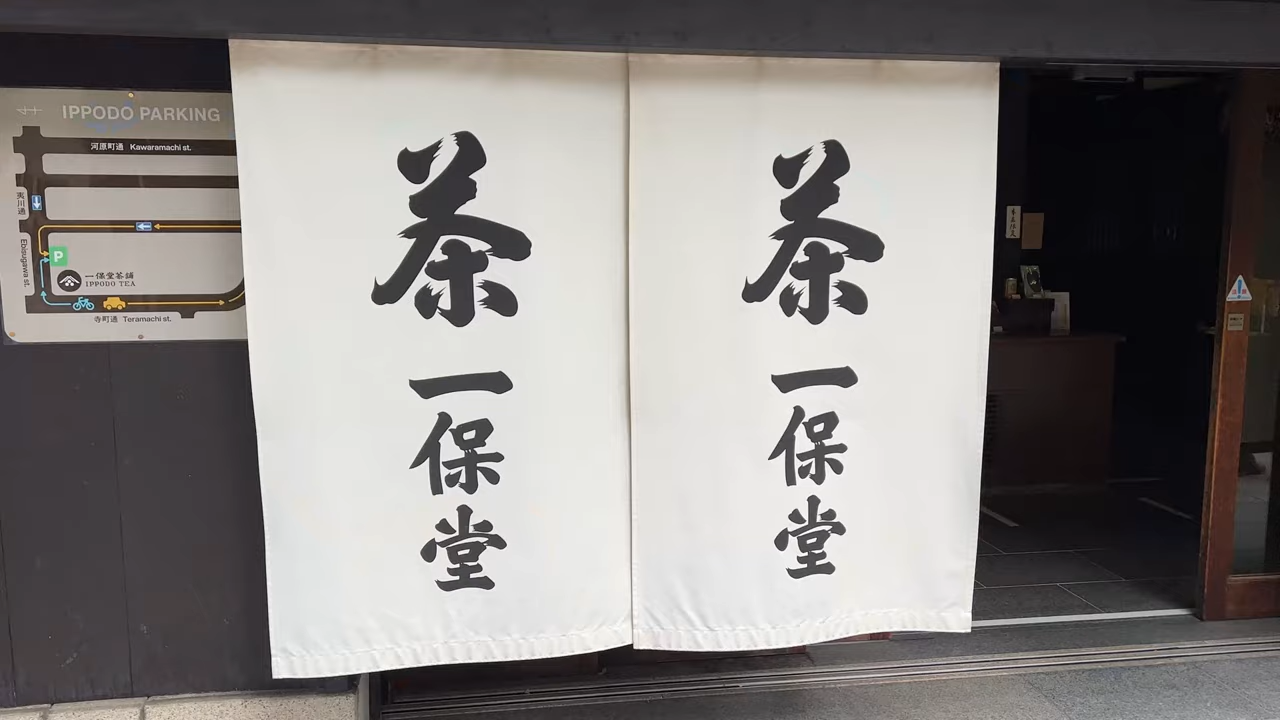 IPPODO PARKING
河原町通 Kawaramachi st.
夷川通
Ebisugawa st.
P
一保堂茶舗
IPPODO TEA
寺町通 Teramachi st.
茶
一保堂
茶
一保堂